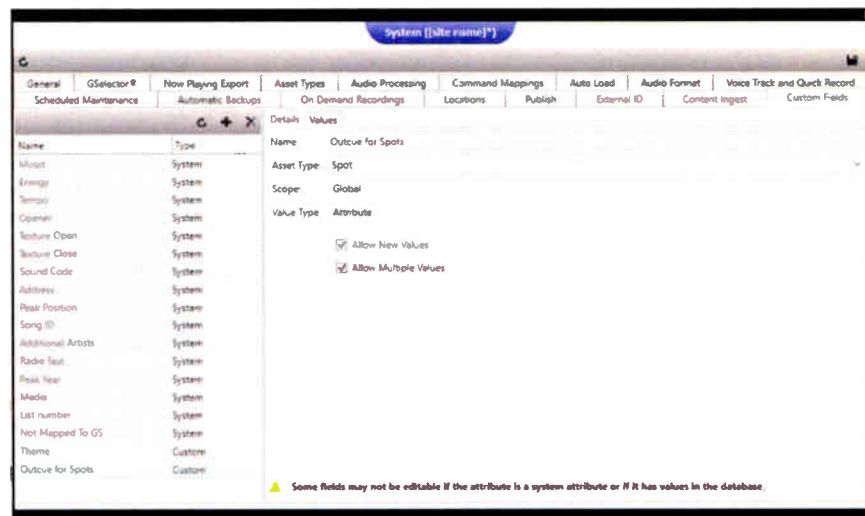 System ([site name]*)
General GSelector® Now Playing Export Asset Types Audio Processing Command Mappings Auto Load Audio Format Voice Track and Quick Record
Scheduled Maintenance Automatic Backups On Demand Recordings Locations Publish External ID Content Ingest Custom Fields
Details Values
Name Type
Name Outcue for Spots
Mood System
Asset Type Spot
Energy System
Scope Global
Tempo System
Value Type Attribute
Opener System
Texture Open System
Allow New Values
Texture Close System
Allow Multiple Values
Sound Code System
Address System
Peak Position System
Song ID System
Additional Artists System
Radio Text System
Peak Year System
Media System
List number System
Not Mapped To GS System
Theme Custom
Outcue for Spots Custom
Some fields may not be editable if the attribute is a system attribute or if it has values in the database.